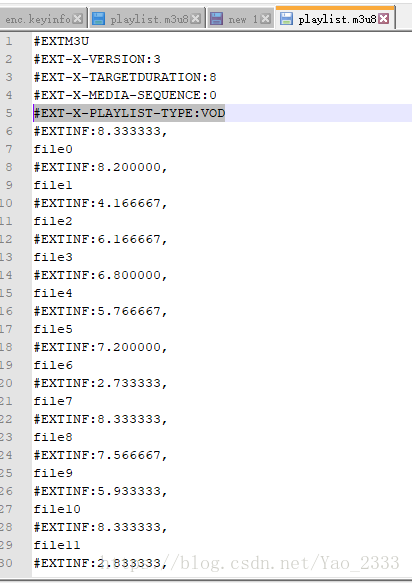 enc.keyinfo playlist.m3u8 new 1 playlist.m3u8
1 #EXTM3U
2 #EXT-X-VERSION:3
3 #EXT-X-TARGETDURATION:8
4 #EXT-X-MEDIA-SEQUENCE:0
5 #EXT-X-PLAYLIST-TYPE:VOD
6 #EXTINF:8.333333,
7 file0
8 #EXTINF:8.200000,
9 file1
10 #EXTINF:4.166667,
11 file2
12 #EXTINF:6.166667,
13 file3
14 #EXTINF:6.800000,
15 file4
16 #EXTINF:5.766667,
17 file5
18 #EXTINF:7.200000,
19 file6
20 #EXTINF:2.733333,
21 file7
22 #EXTINF:8.333333,
23 file8
24 #EXTINF:7.566667,
25 file9
26 #EXTINF:5.933333,
27 file10
28 #EXTINF:8.333333,
29 file11
30 #EXTINF:2.833333,
https://blog.csdn.net/Yao_2333